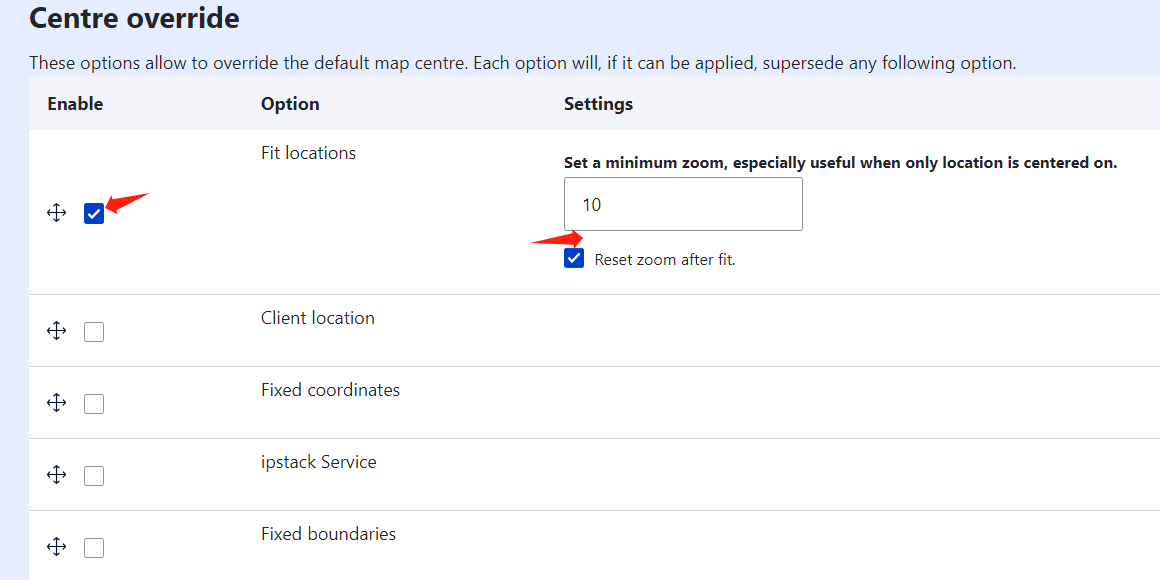 Centre override
These options allow to override the default map centre. Each option will, if it can be applied, supersede any following option.
Enable Option Settings
Fit locations
Set a minimum zoom, especially useful when only location is centered on.
10
Reset zoom after fit.
Client location
Fixed coordinates
ipstack Service
Fixed boundaries